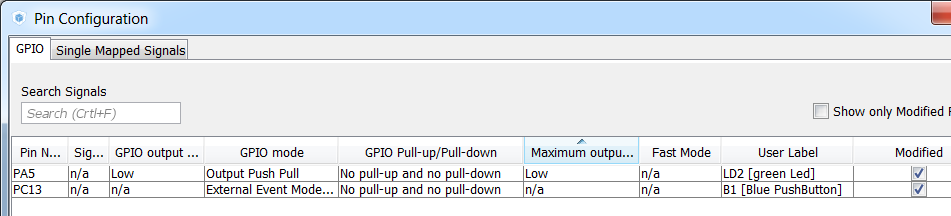 Pin Configuration
GPIO Single Mapped Signals
Search Signals
Search (Crtl+F)
Show only Modified
Pin N... Sig... GPIO output ... GPIO mode GPIO Pull-up/Pull-down Maximum outpu... Fast Mode User Label Modified
PA5 n/a Low Output Push Pull No pull-up and no pull-down Low n/a LD2 [green Led]
PC13 n/a n/a External Event Mode... No pull-up and no pull-down n/a n/a B1 [Blue PushButton]